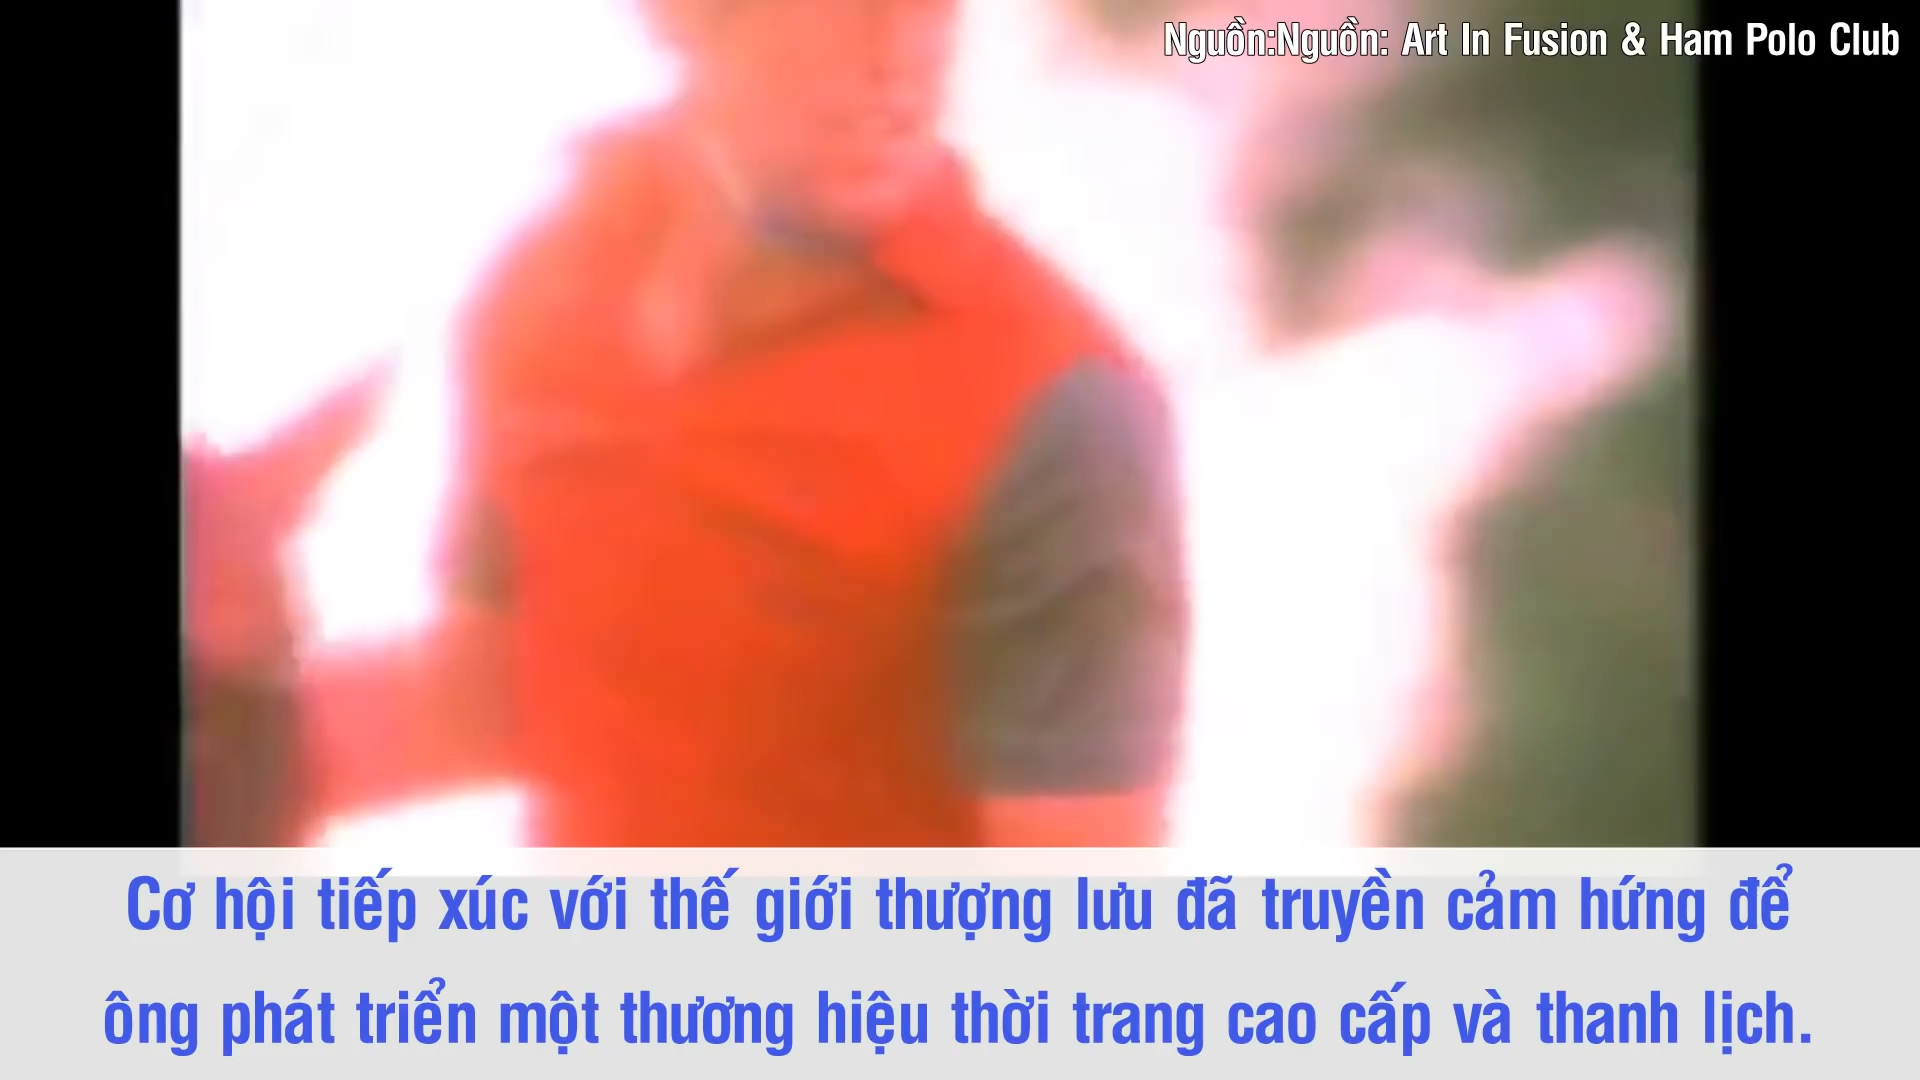 Nguồn:Nguồn: Art In Fusion & Ham Polo Club
Cơ hội tiếp xúc với thế giới thượng lưu đã truyền cảm hứng để
ông phát triển một thương hiệu thời trang cao cấp và thanh lịch.